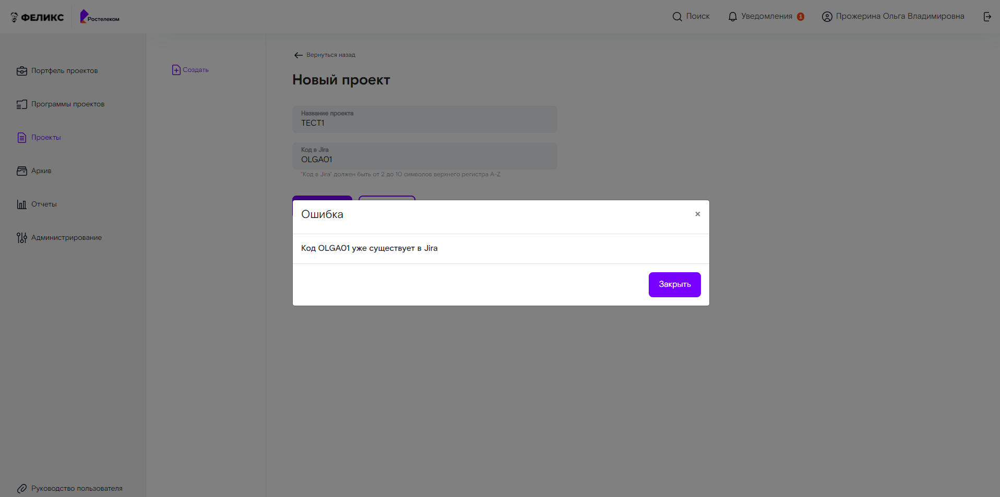 ФЕЛИКС
Ростелеком
Поиск
Уведомления 1
Прожерина Ольга Владимировна
Портфель проектов
Программы проектов
Проекты
Архив
Отчеты
Администрирование
Руководство пользователя
Создать
Вернуться назад
Новый проект
Название проекта
ТЕСТ1
Код в Jira
OLGA01
"Код в Jira" должен быть от 2 до 10 символов верхнего регистра A-Z
Ошибка
×
Код OLGA01 уже существует в Jira
Закрыть